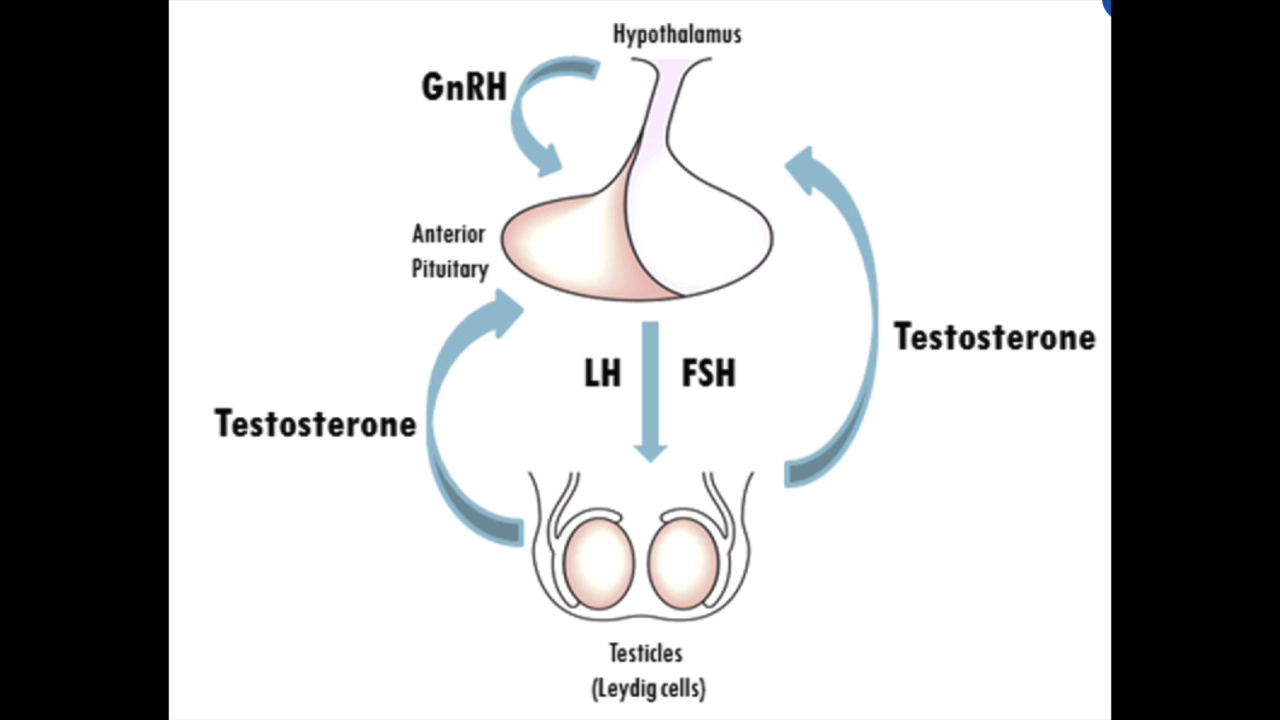 Hypothalamus
GnRH
Anterior
Pituitary
LH
FSH
Testosterone
Testosterone
Testicles
(Leydig cells)